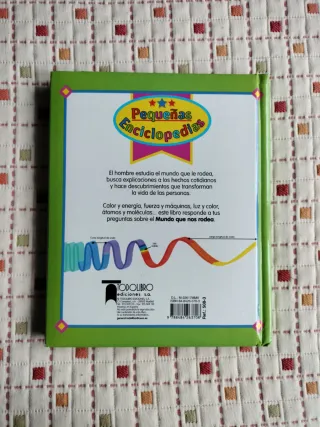 Pequeñas
Enciclopedias
El hombre estudia el mundo que le rodea,
busca explicaciones a los hechos cotidianos
y hace descubrimientos que transforman
la vida de las personas.
Color y energía, fuerza y máquinas, luz y color,
átomos y moléculas... este libro responde a tus
preguntas sobre el Mundo que nos rodea.
TODOLIBRO
ediciones s.a.